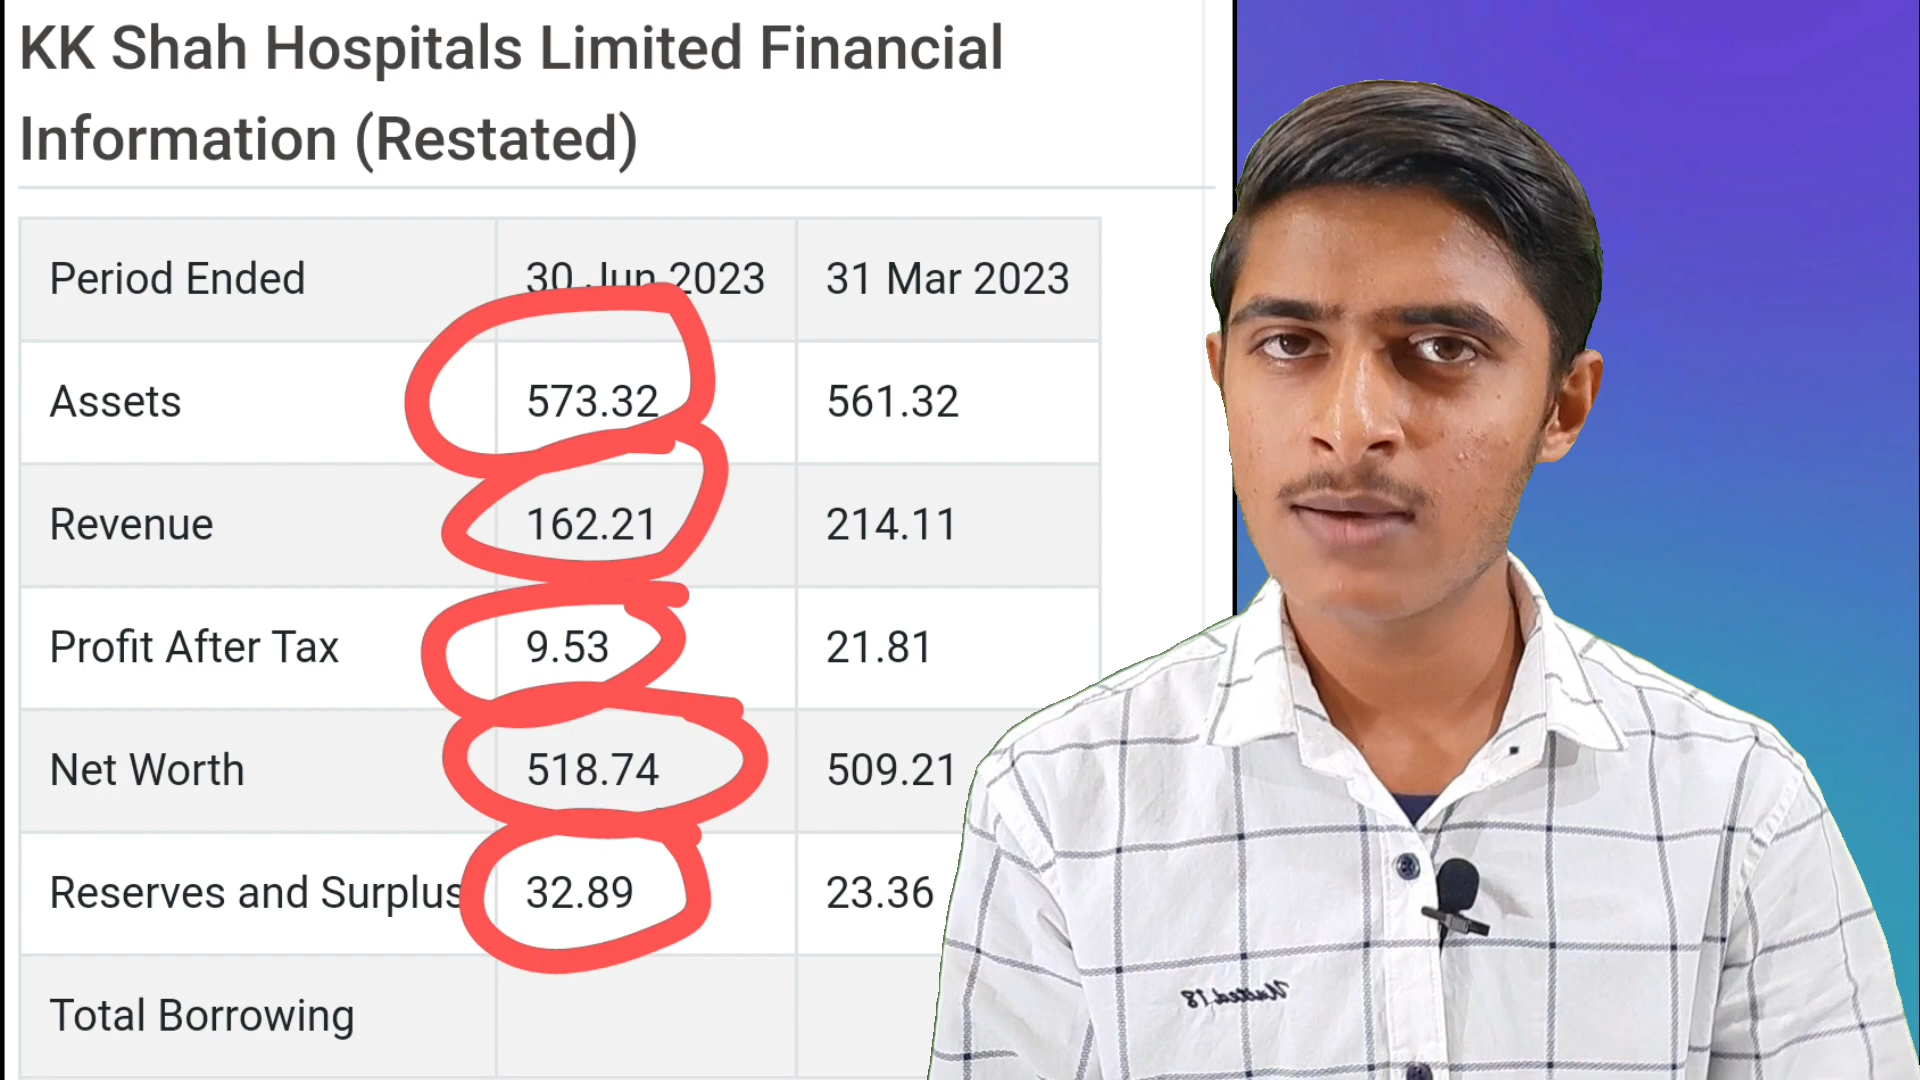 KK Shah Hospitals Limited Financial
Information (Restated)
Period Ended 30 Jun 2023 31 Mar 2023
Assets 573.32 561.32
Revenue 162.21 214.11
Profit After Tax 9.53 21.81
Net Worth 518.74 509.21
Reserves and Surplus 32.89 23.36
Total Borrowing
United 18